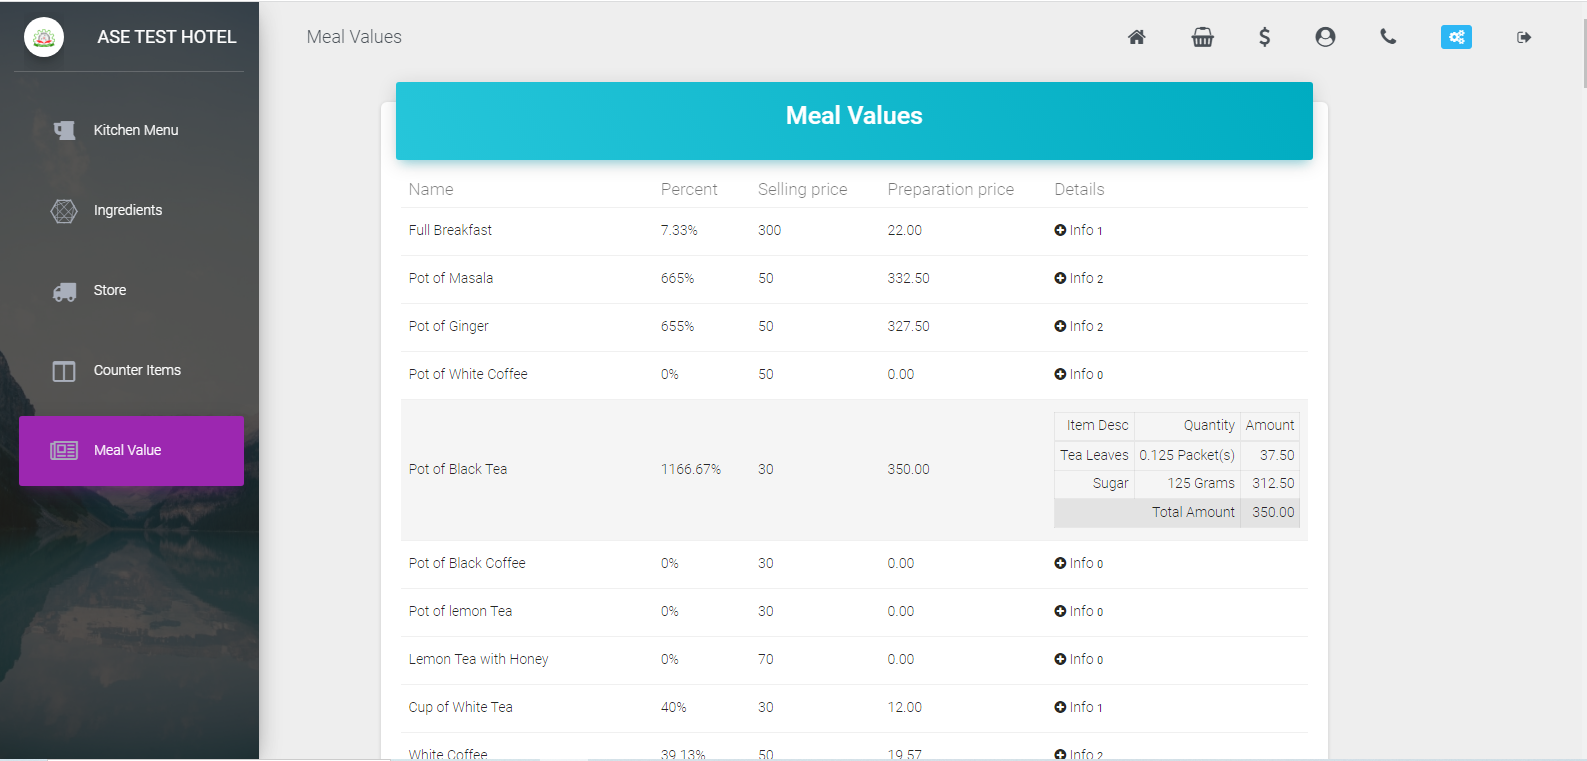 ASE TEST HOTEL
Kitchen Menu
Ingredients
Store
Counter Items
Meal Value
Meal Values
Meal Values
Name Percent Selling price Preparation price Details
Full Breakfast 7.33% 300 22.00 Info 1
Pot of Masala 665% 50 332.50 Info 2
Pot of Ginger 655% 50 327.50 Info 2
Pot of White Coffee 0% 50 0.00 Info 0
Item Desc Quantity Amount
Tea Leaves 0.125 Packet(s) 37.50
Pot of Black Tea 1166.67% 30 350.00
Sugar 125 Grams 312.50
Total Amount 350.00
Pot of Black Coffee 0% 30 0.00 Info 0
Pot of lemon Tea 0% 30 0.00 Info 0
Lemon Tea with Honey 0% 70 0.00 Info 0
Cup of White Tea 40% 30 12.00 Info 1
White Coffee 39.13% 50 19.57 Info 2